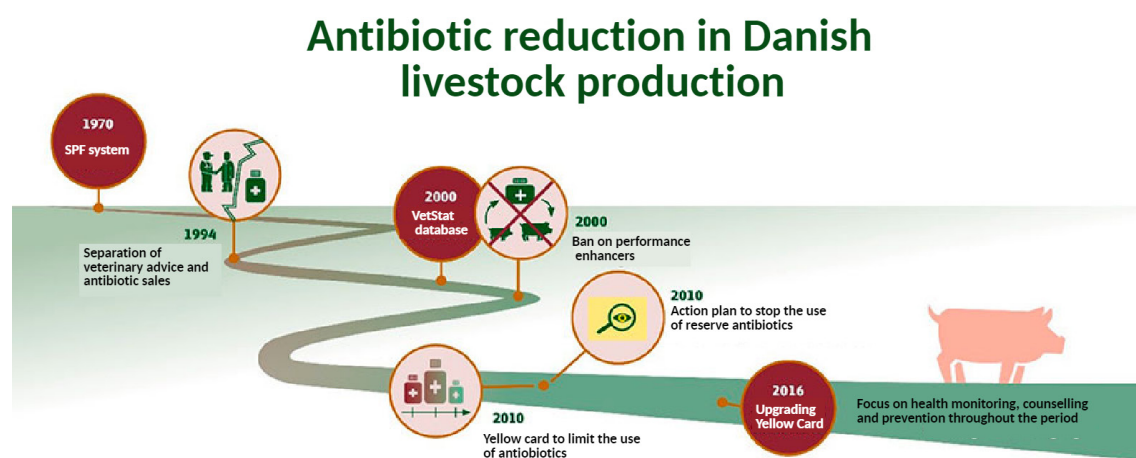 Antibiotic reduction in Danish
livestock production
1970
SPF system
1994
Separation of
veterinary advice and
antibiotic sales
2000
VetStat
database
2000
Ban on performance
enhancers
2010
Action plan to stop the use
of reserve antibiotics
2010
Yellow card to limit the use
of antiobiotics
2016
Upgrading
Yellow Card
Focus on health monitoring, counselling
and prevention throughout the period